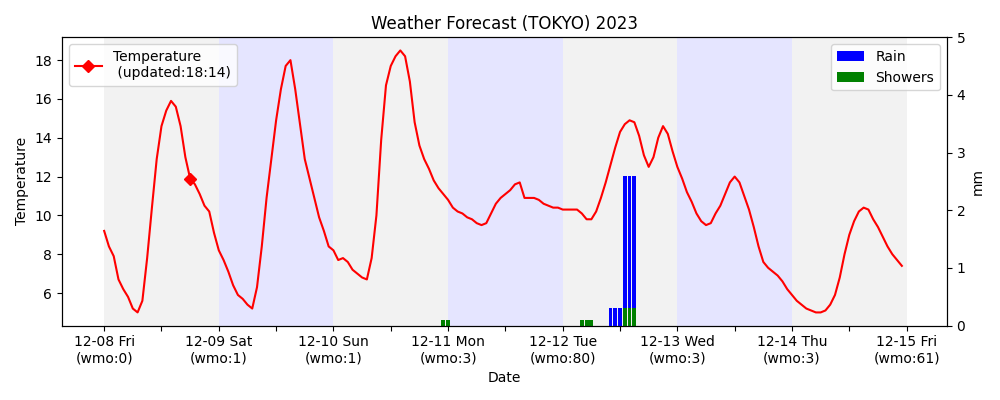 Weather Forecast (TOKYO) 2023
Temperature
(updated:18:14)
Rain
Showers
Temperature
18
16
14
12
10
8
6
5
4
3
2
1
0
mm
12-08 Fri
(wmo:0)
12-09 Sat
(wmo:1)
12-10 Sun
(wmo:1)
12-11 Mon
(wmo:3)
12-12 Tue
(wmo:80)
12-13 Wed
(wmo:3)
12-14 Thu
(wmo:3)
12-15 Fri
(wmo:61)
Date